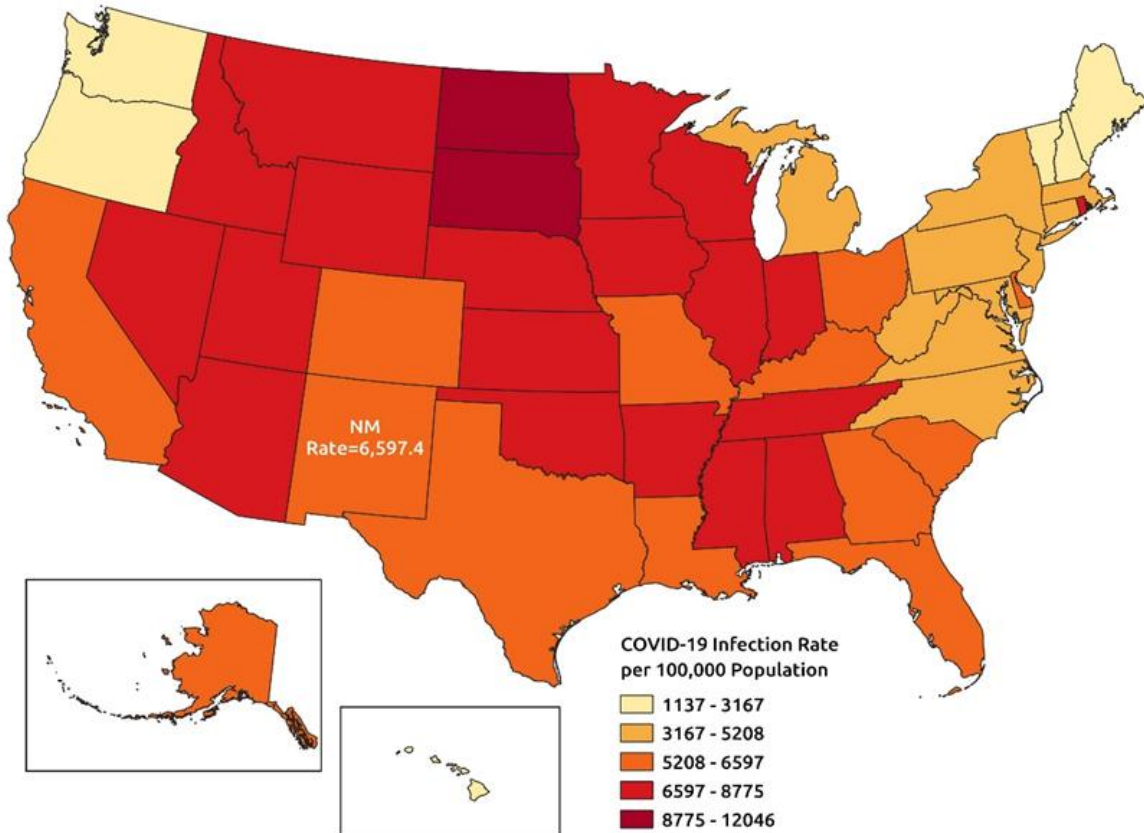 NM
Rate=6,597.4
COVID-19 Infection Rate
per 100,000 Population
1137 - 3167
3167 - 5208
5208 - 6597
6597 - 8775
8775 - 12046